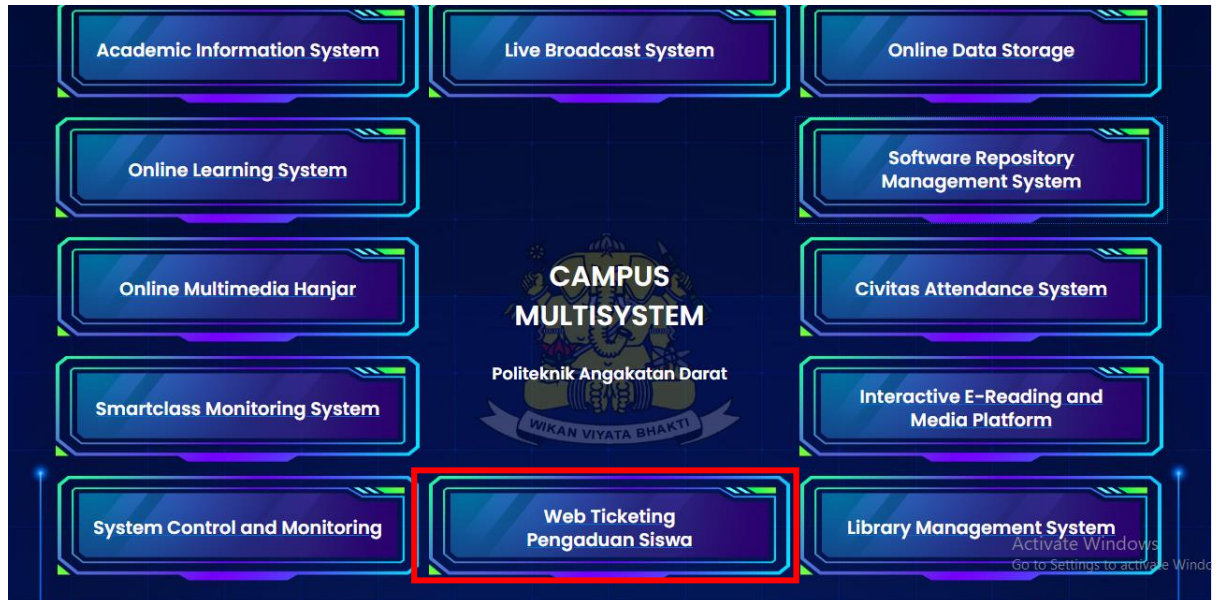 Academic Information System
Live Broadcast System
Online Data Storage
Online Learning System
Software Repository
Management System
Online Multimedia Hanjar
CAMPUS
MULTISYSTEM
Politeknik Angakatan Darat
WIKAN VIYATA BHAKTI
Civitas Attendance System
Smartclass Monitoring System
Interactive E-Reading and
Media Platform
System Control and Monitoring
Web Ticketing
Pengaduan Siswa
Library Management System
Activate Windows
Go to Settings to activate Windo